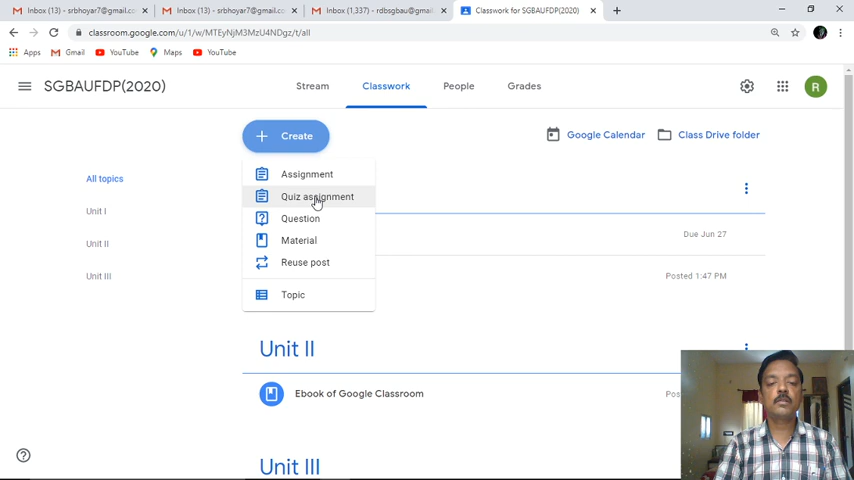 Inbox (13) - srbhoyar7@gmail.co
Inbox (13) - srbhoyar7@gmail.co
Inbox (1,337) - rdbsgbau@gmail
Classwork for SGBAUFDP(2020)
classroom.google.com/u/1/w/MTEyNjM3MzU4NDgz/t/all
Apps
Gmail
YouTube
Maps
YouTube
SGBAUFDP(2020)
Stream
Classwork
People
Grades
R
Create
Google Calendar
Class Drive folder
All topics
Unit I
Unit II
Unit III
Assignment
Quiz assignment
Question
Material
Reuse post
Topic
Due Jun 27
Posted 1:47 PM
Unit II
Ebook of Google Classroom
Pos
Unit III